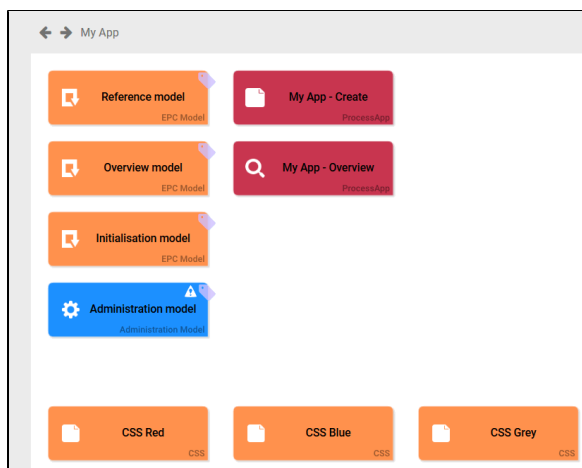 My App
Reference model
EPC Model
My App - Create
ProcessApp
Overview model
EPC Model
My App - Overview
ProcessApp
Initialisation model
EPC Model
Administration model
Administration Model
CSS Red
CSS
CSS Blue
CSS
CSS Grey
CSS